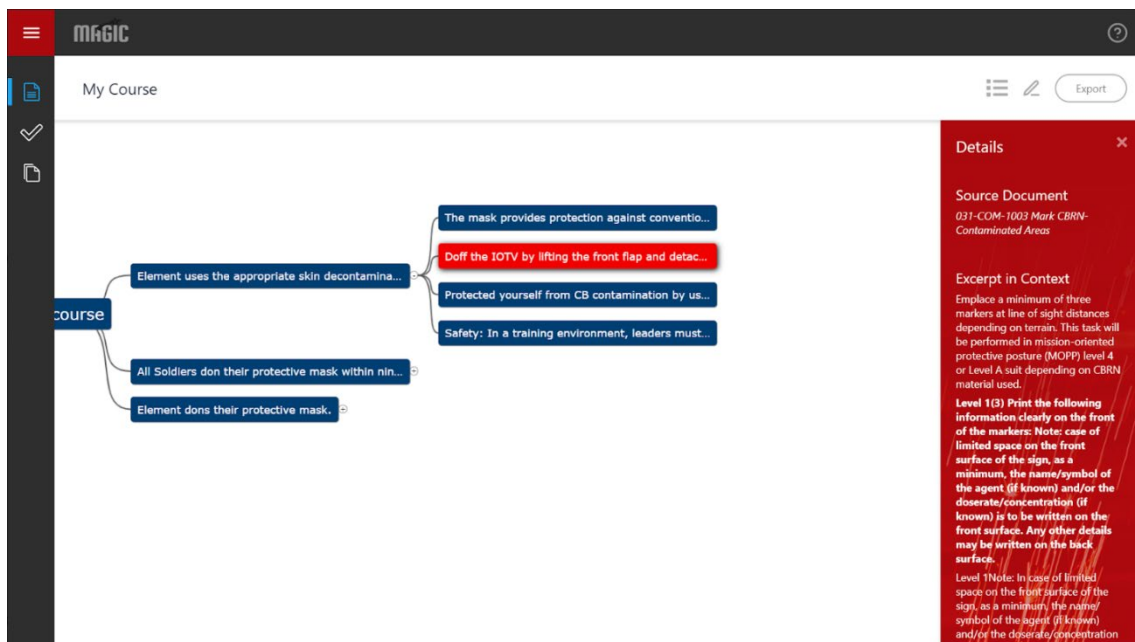 MAGIC
My Course
Export
The mask provides protection against conventio...
Doff the IOTV by lifting the front flap and detac...
Element uses the appropriate skin decontamina...
Protected yourself from CB contamination by us...
course
Safety: In a training environment, leaders must...
All Soldiers don their protective mask within nin...
Element dons their protective mask.
Details
Source Document
031-COM-1003 Mark CBRN-
Contaminated Areas
Excerpt in Context
Emplace a minimum of three
markers at line of sight distances
depending on terrain. This task will
be performed in mission-oriented
protective posture (MOPP) level 4
or Level A suit depending on CBRN
material used.
Level 1(3) Print the following
information clearly on the front
of the markers: Note: case of
limited space on the front
surface of the sign, as a
minimum, the name/symbol of
the agent (if known) and/or the
doserate/concentration (if
known) is to be written on the
front surface. Any other details
may be written on the back
surface.
Level 1Note: In case of limited
space on the front surface of the
sign, as a minimum, the name/
symbol of the agent (if known)
and/or the doserate/concentration